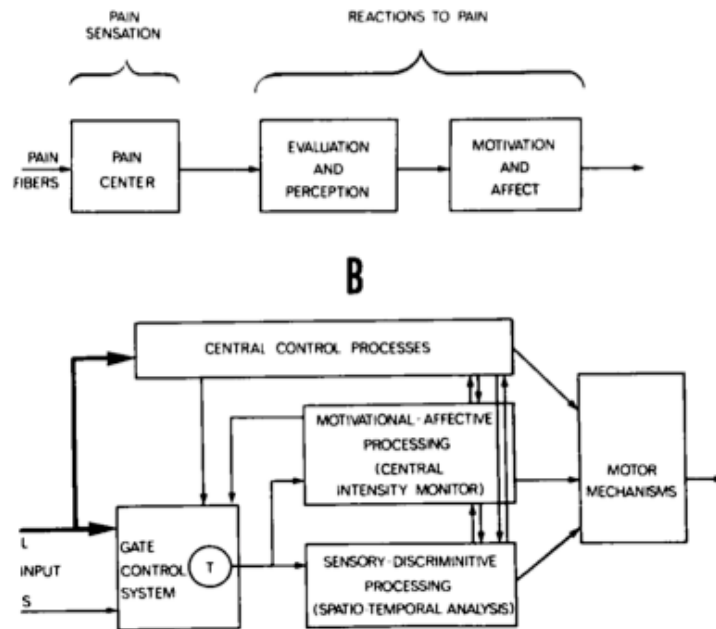 PAIN
SENSATION
REACTIONS TO PAIN
PAIN
FIBERS
PAIN
CENTER
EVALUATION
AND
PERCEPTION
MOTIVATION
AND
AFFECT
B
CENTRAL CONTROL PROCESSES
MOTIVATIONAL-AFFECTIVE
PROCESSING
(CENTRAL
INTENSITY MONITOR)
MOTOR
MECHANISMS
L
INPUT
S
GATE
CONTROL
SYSTEM
T
SENSORY-DISCRIMINITIVE
PROCESSING
(SPATIO-TEMPORAL ANALYSIS)